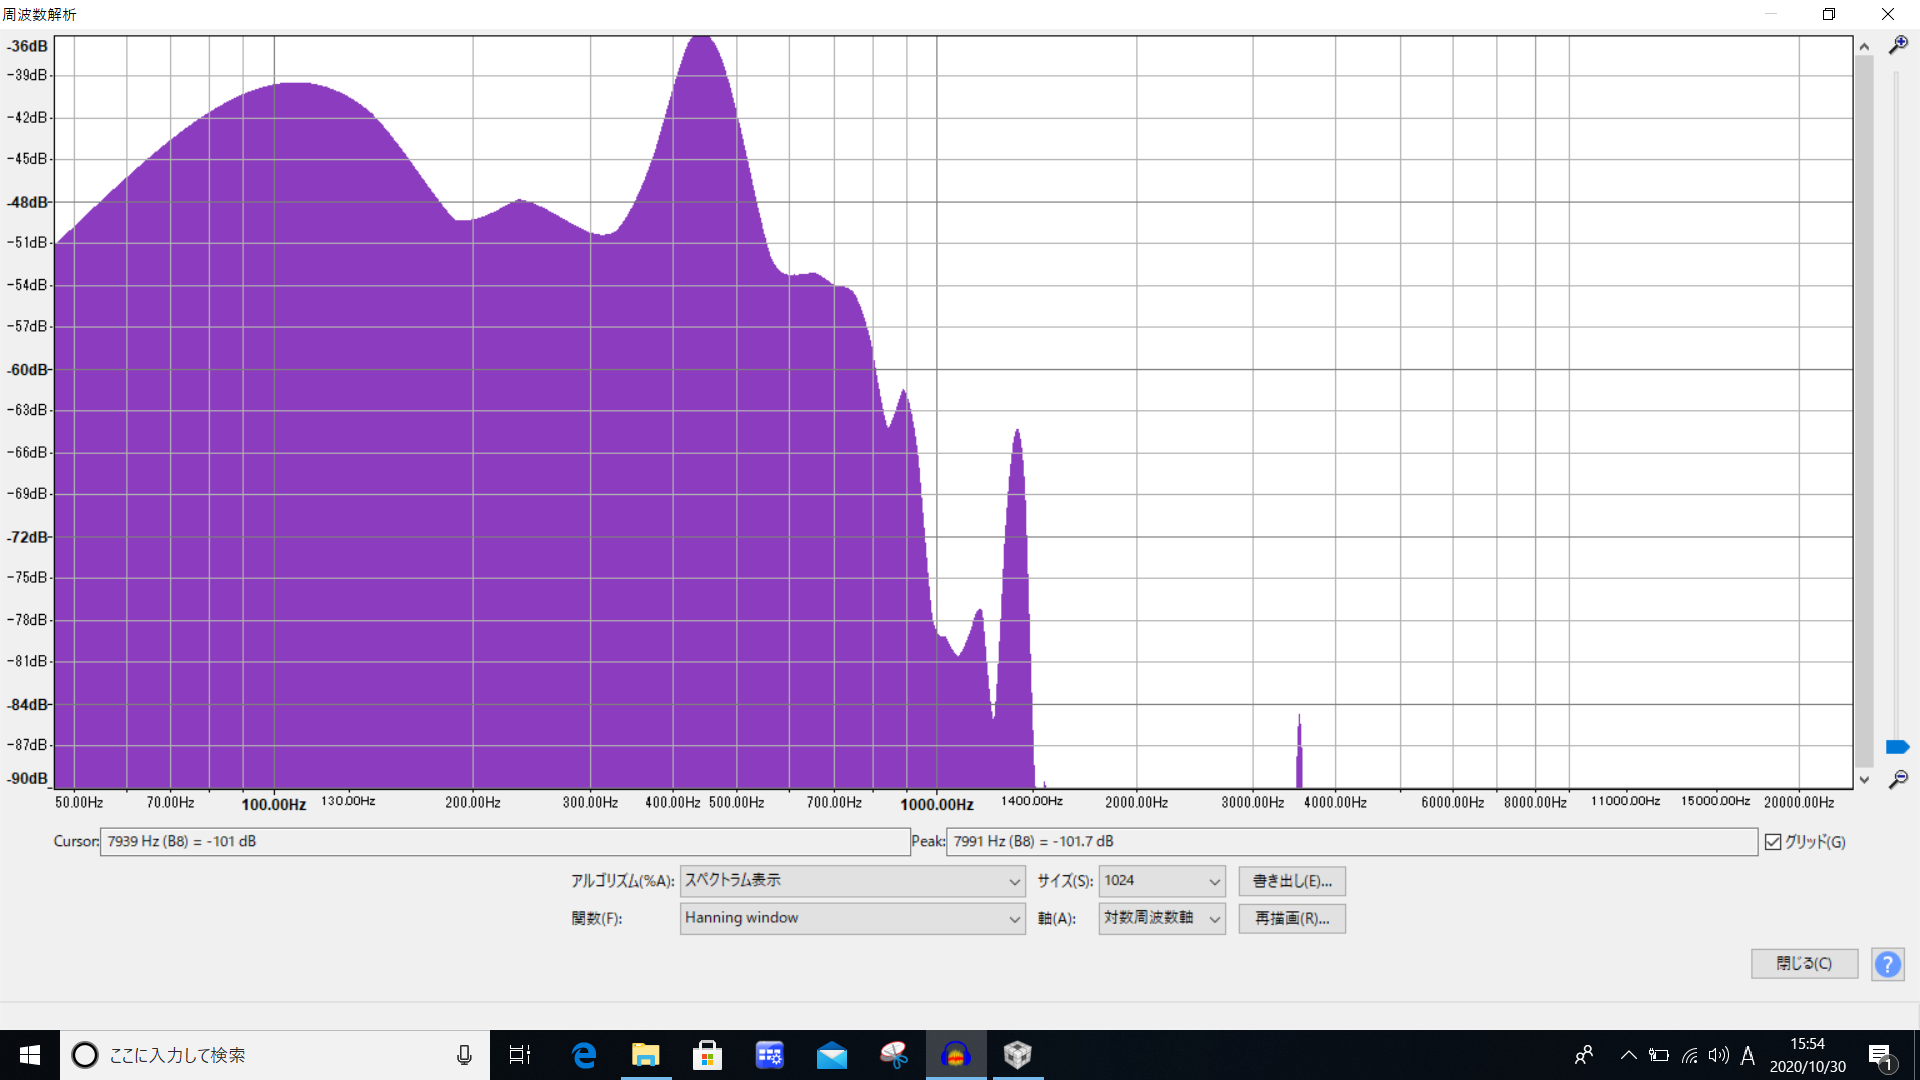 周波数解析
-36dB
-39dB
-42dB
-45dB
-48dB
-51dB
-54dB
-57dB
-60dB
-63dB
-66dB
-69dB
-72dB
-75dB
-78dB
-81dB
-84dB
-87dB
-90dB
50.00Hz 70.00Hz 100.00Hz 130.00Hz 200.00Hz 300.00Hz 400.00Hz 500.00Hz 700.00Hz 1000.00Hz 1400.00Hz 2000.00Hz 3000.00Hz 4000.00Hz 6000.00Hz 8000.00Hz 11000.00Hz 15000.00Hz 20000.00Hz
Cursor: 7939 Hz (B8) = -101 dB Peak: 7991 Hz (B8) = -101.7 dB グリッド(G)
アルゴリズム(%A): スペクトラム表示 サイズ(S): 1024 書き出し(E)...
関数(F): Hanning window 軸(A): 対数周波数軸 再描画(R)...
閉じる(C) ?
ここに入力して検索 A 15:54
2020/10/30 1